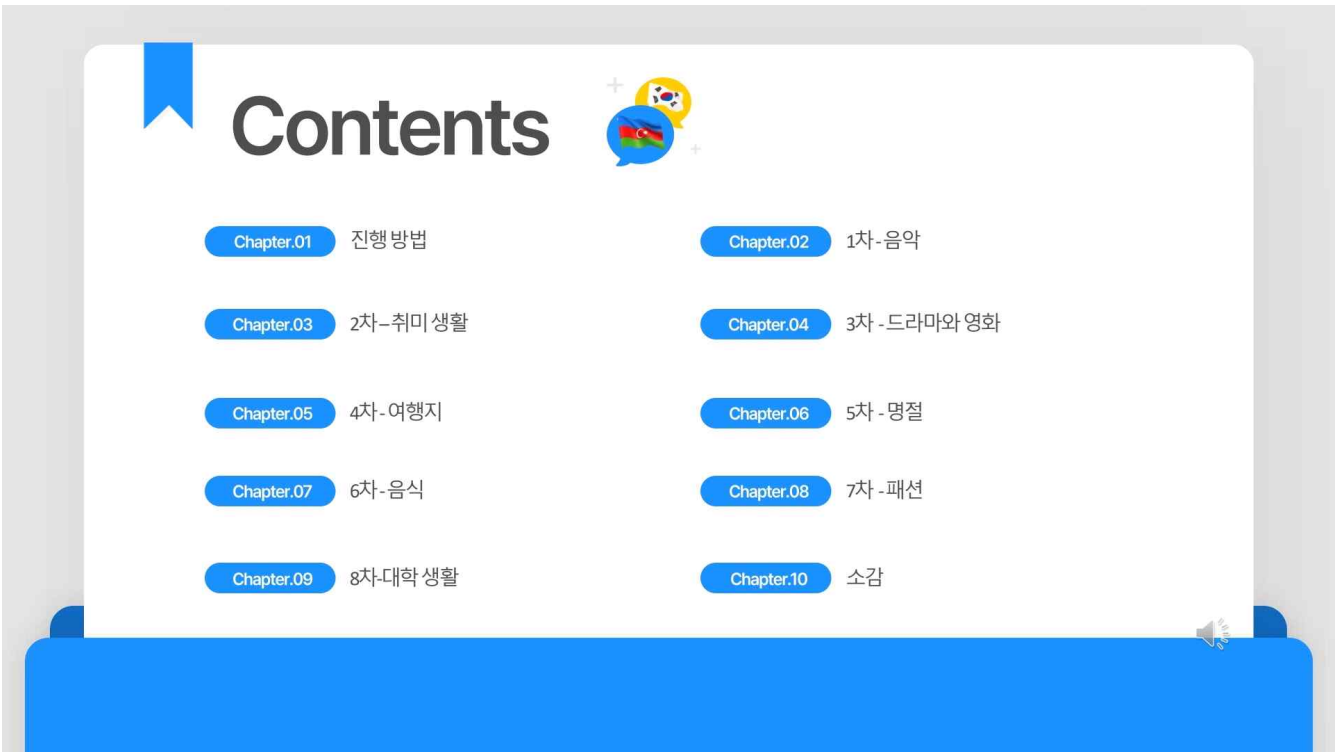 Contents
Chapter.01 진행 방법
Chapter.02 1차-음악
Chapter.03 2차–취미 생활
Chapter.04 3차 -드라마와 영화
Chapter.05 4차-여행지
Chapter.06 5차 -명절
Chapter.07 6차-음식
Chapter.08 7차 -패션
Chapter.09 8차-대학 생활
Chapter.10 소감